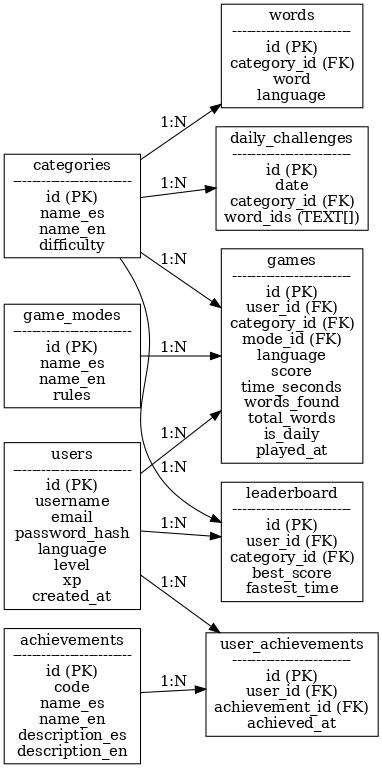 words
--------------------------
id (PK)
category_id (FK)
word
language
1:N
daily_challenges
--------------------------
id (PK)
date
category_id (FK)
word_ids (TEXT[])
categories
--------------------------
id (PK)
name_es
name_en
difficulty
1:N
1:N
games
--------------------------
id (PK)
user_id (FK)
category_id (FK)
mode_id (FK)
language
score
time_seconds
words_found
total_words
is_daily
played_at
game_modes
--------------------------
id (PK)
name_es
name_en
rules
1:N
users
--------------------------
id (PK)
username
email
password_hash
language
level
xp
created_at
1:N
1:N
leaderboard
--------------------------
id (PK)
user_id (FK)
category_id (FK)
best_score
fastest_time
1:N
1:N
achievements
--------------------------
id (PK)
code
name_es
name_en
description_es
description_en
1:N
user_achievements
--------------------------
id (PK)
user_id (FK)
achievement_id (FK)
achieved_at